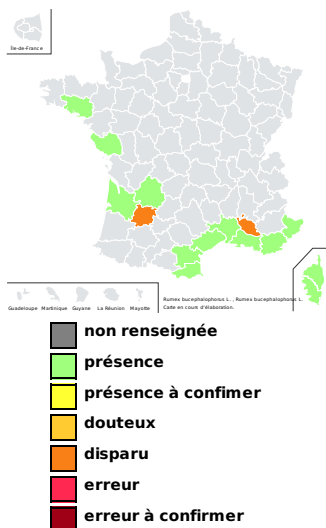 Île-de-France
Guadeloupe Martinique Guyane La Réunion Mayotte
Rumex bucephalophorus L. , Rumex bucephalophorus L.
Carte en cours d'élaboration.
non renseignée
présence
présence à confimer
douteux
disparu
erreur
erreur à confirmer